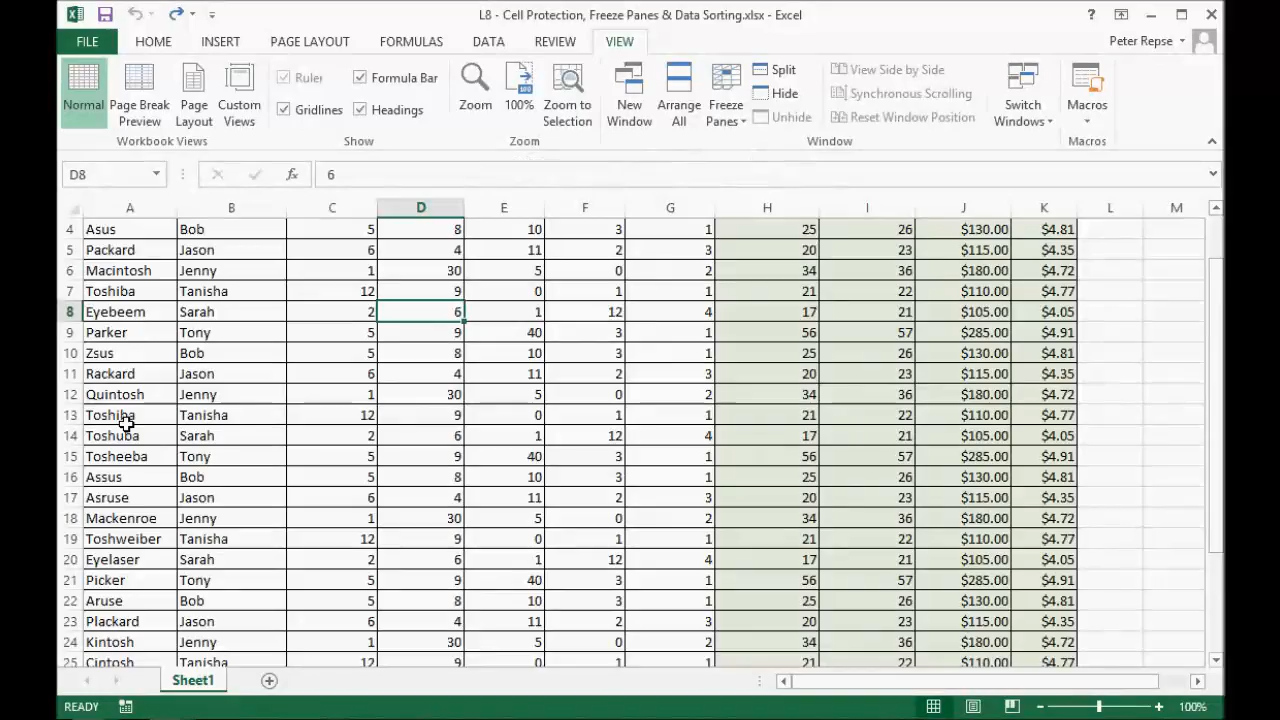 L8 - Cell Protection, Freeze Panes & Data Sorting.xlsx - Excel
FILE HOME INSERT PAGE LAYOUT FORMULAS DATA REVIEW VIEW Peter Repse
Normal Page Break Preview Page Layout Custom Views
Workbook Views
Ruler Formula Bar
Gridlines Headings
Show
Zoom 100% Zoom to Selection
Zoom
New Window Arrange All Freeze Panes
Split View Side by Side
Hide Synchronous Scrolling
Unhide Reset Window Position
Switch Windows
Window
Macros
Macros
D8 fx 6
A B C D E F G H I J K L M
4 Asus Bob 5 8 10 3 1 25 26 $130.00 $4.81
5 Packard Jason 6 4 11 2 3 20 23 $115.00 $4.35
6 Macintosh Jenny 1 30 5 0 2 34 36 $180.00 $4.72
7 Toshiba Tanisha 12 9 0 1 1 21 22 $110.00 $4.77
8 Eyebeem Sarah 2 6 1 12 4 17 21 $105.00 $4.05
9 Parker Tony 5 9 40 3 1 56 57 $285.00 $4.91
10 Zsus Bob 5 8 10 3 1 25 26 $130.00 $4.81
11 Rackard Jason 6 4 11 2 3 20 23 $115.00 $4.35
12 Quintosh Jenny 1 30 5 0 2 34 36 $180.00 $4.72
13 Toshiba Tanisha 12 9 0 1 1 21 22 $110.00 $4.77
14 Toshuba Sarah 2 6 1 12 4 17 21 $105.00 $4.05
15 Tosheeba Tony 5 9 40 3 1 56 57 $285.00 $4.91
16 Assus Bob 5 8 10 3 1 25 26 $130.00 $4.81
17 Asruse Jason 6 4 11 2 3 20 23 $115.00 $4.35
18 Mackenroe Jenny 1 30 5 0 2 34 36 $180.00 $4.72
19 Toshweiber Tanisha 12 9 0 1 1 21 22 $110.00 $4.77
20 Eyelaser Sarah 2 6 1 12 4 17 21 $105.00 $4.05
21 Picker Tony 5 9 40 3 1 56 57 $285.00 $4.91
22 Aruse Bob 5 8 10 3 1 25 26 $130.00 $4.81
23 Plackard Jason 6 4 11 2 3 20 23 $115.00 $4.35
24 Kintosh Jenny 1 30 5 0 2 34 36 $180.00 $4.72
25 Cintosh Tanisha 12 9 0 1 1 21 22 $110.00 $4.77
Sheet1
READY 100%